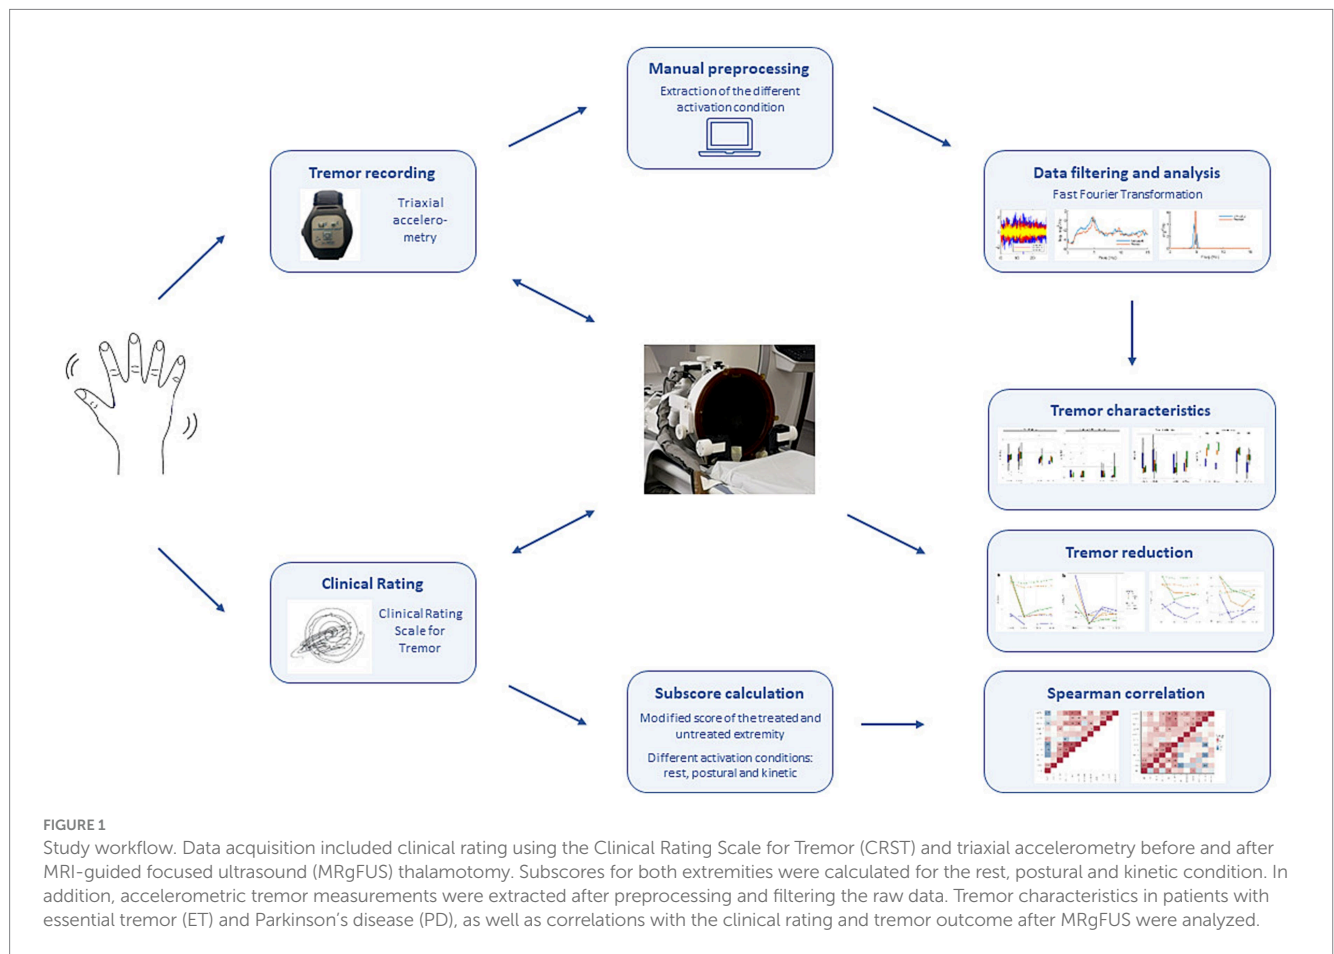 Manual preprocessing
Extraction of the different
activation condition
Tremor recording
Triaxial
accelero-
metry
Data filtering and analysis
Fast Fourier Transformation
Tremor characteristics
Tremor reduction
Clinical Rating
Clinical Rating
Scale for
Tremor
Subscore calculation
Modified score of the treated and
untreated extremity
Different activation conditions:
rest, postural and kinetic
Spearman correlation
FIGURE 1
Study workflow. Data acquisition included clinical rating using the Clinical Rating Scale for Tremor (CRST) and triaxial accelerometry before and after
MRI-guided focused ultrasound (MRgFUS) thalamotomy. Subscores for both extremities were calculated for the rest, postural and kinetic condition. In
addition, accelerometric tremor measurements were extracted after preprocessing and filtering the raw data. Tremor characteristics in patients with
essential tremor (ET) and Parkinson's disease (PD), as well as correlations with the clinical rating and tremor outcome after MRgFUS were analyzed.